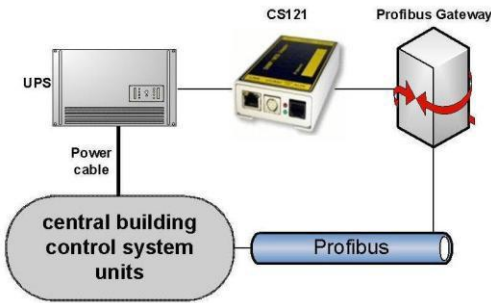 CS121
Profibus Gateway
UPS
Power
cable
central building
control system
units
Profibus